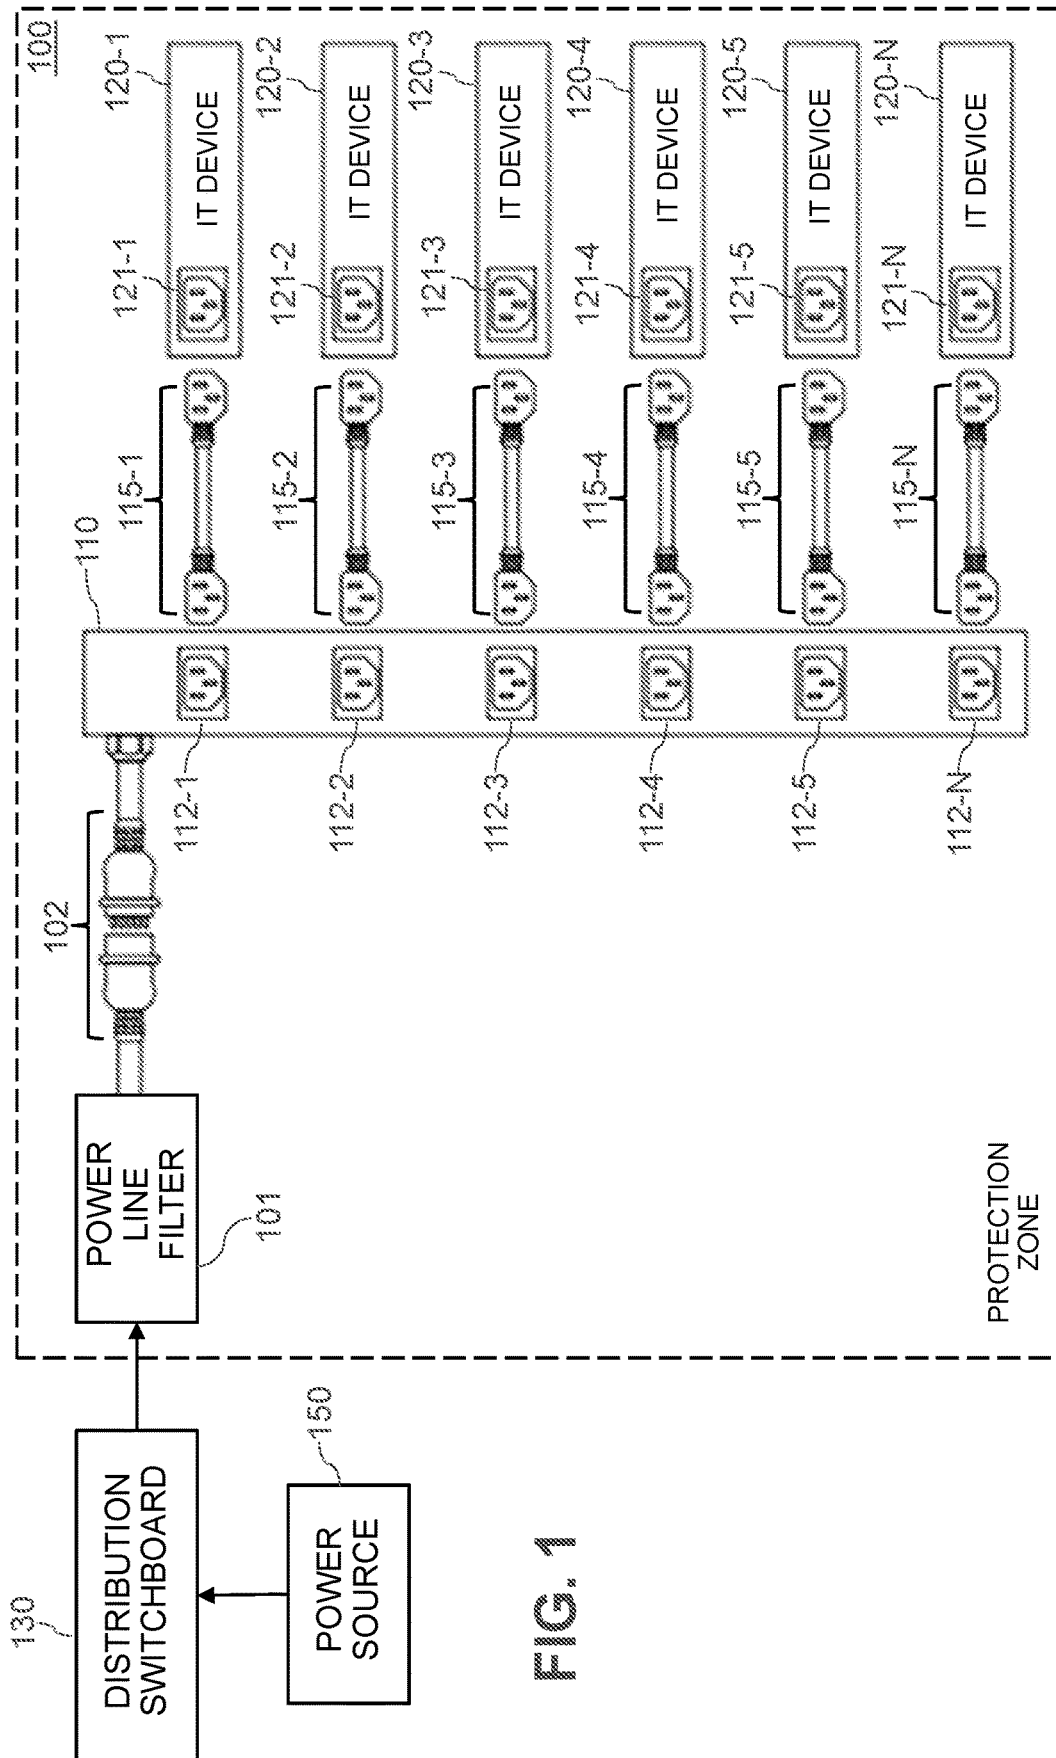 100
120-1
120-2
120-3
120-4
120-5
120-N
IT DEVICE
IT DEVICE
IT DEVICE
IT DEVICE
IT DEVICE
IT DEVICE
121-1
121-2
121-3
121-4
121-5
121-N
115-1
115-2
115-3
115-4
115-5
115-N
110
112-1
112-2
112-3
112-4
112-5
112-N
102
POWER
LINE
FILTER
101
PROTECTION
ZONE
130
DISTRIBUTION
SWITCHBOARD
150
POWER
SOURCE
FIG. 1